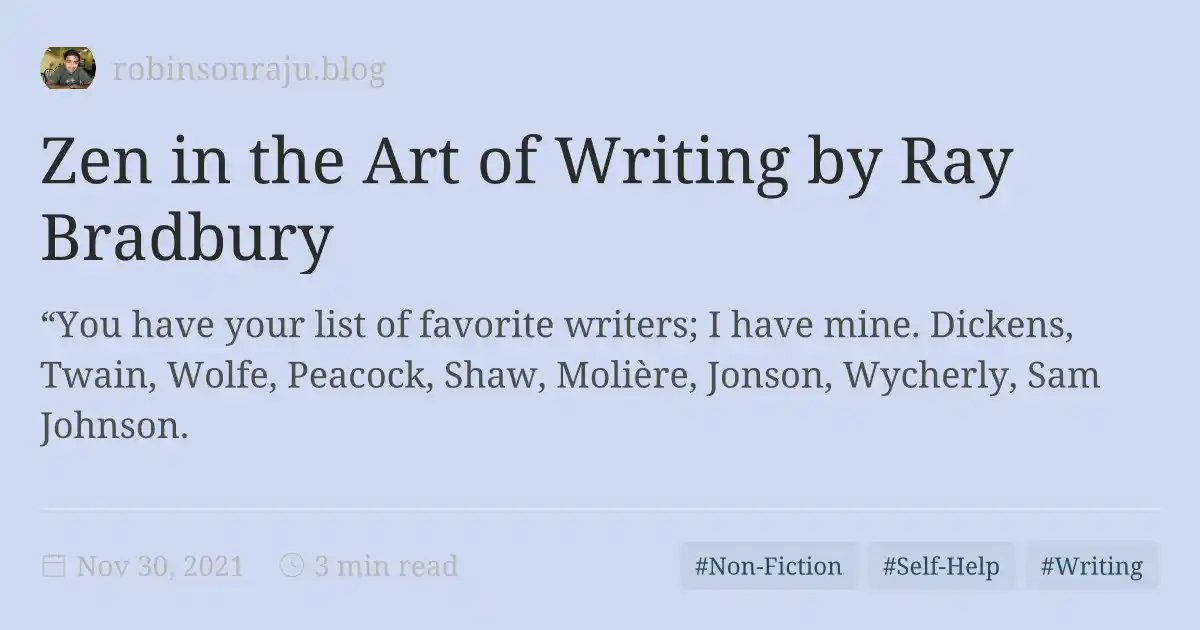 robinsonraju.blog
Zen in the Art of Writing by Ray
Bradbury
“You have your list of favorite writers; I have mine. Dickens,
Twain, Wolfe, Peacock, Shaw, Molière, Jonson, Wycherly, Sam
Johnson.
Nov 30, 2021 3 min read #Non-Fiction #Self-Help #Writing